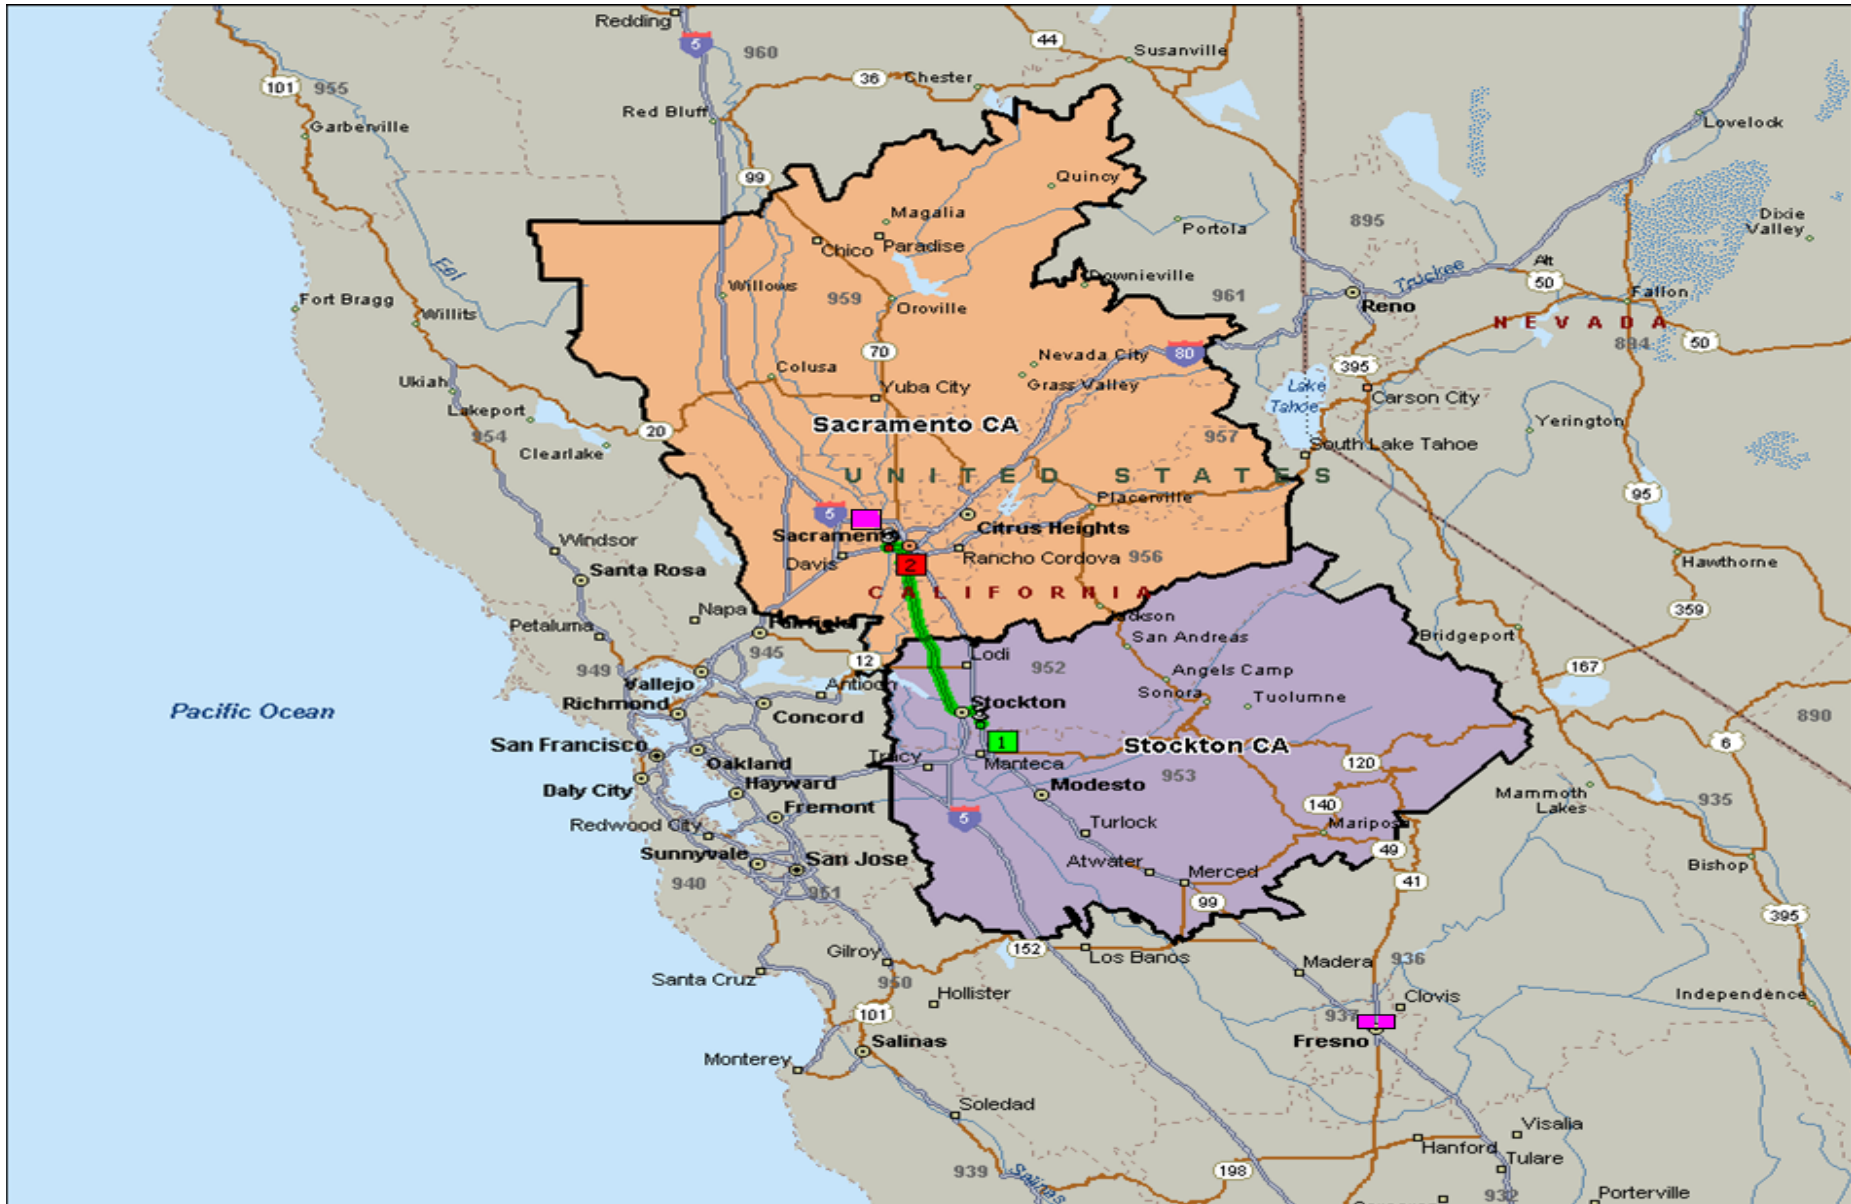 Redding
5
960
44
Susanville
101
955
36
Chester
Garberville
Red Bluff
Lovelock
99
Quincy
Magalia
Chico
Paradise
Portola
895
Dixie
Valley
Eel
Willows
959
Oroville
Downieville
961
Truckee
Alt
50
Fallon
Reno
NEVADA
894
50
Fort Bragg
Willits
70
Nevada City
80
Grass Valley
395
Colusa
Yuba City
Ukiah
Lakeport
954
Clearlake
20
Sacramento CA
957
Lake
Tahoe
Carson City
South Lake Tahoe
Yerington
UNITED STATES
Placerville
95
5
Sacramento
Citrus Heights
Davis
Rancho Cordova
956
2
CALIFORNIA
Windsor
Santa Rosa
Hawthorne
359
Napa
Petaluma
Fairfield
945
949
12
Jackson
San Andreas
Bridgeport
167
Lodi
952
Angels Camp
Sonora
Tuolumne
Vallejo
Antioch
Richmond
Concord
Stockton
1
Stockton CA
890
6
Pacific Ocean
San Francisco
Oakland
Tracy
Manteca
120
953
Daly City
Hayward
Modesto
Mammoth
Lakes
935
Fremont
5
140
Redwood City
Turlock
Mariposa
Sunnyvale
San Jose
Atwater
Merced
49
41
Bishop
940
951
99
395
Gilroy
152
Los Banos
Madera
936
Santa Cruz
950
Hollister
Clovis
Independence
101
937
Fresno
Salinas
Monterey
Soledad
Visalia
Hanford
Tulare
939
Salinas
198
932
Porterville